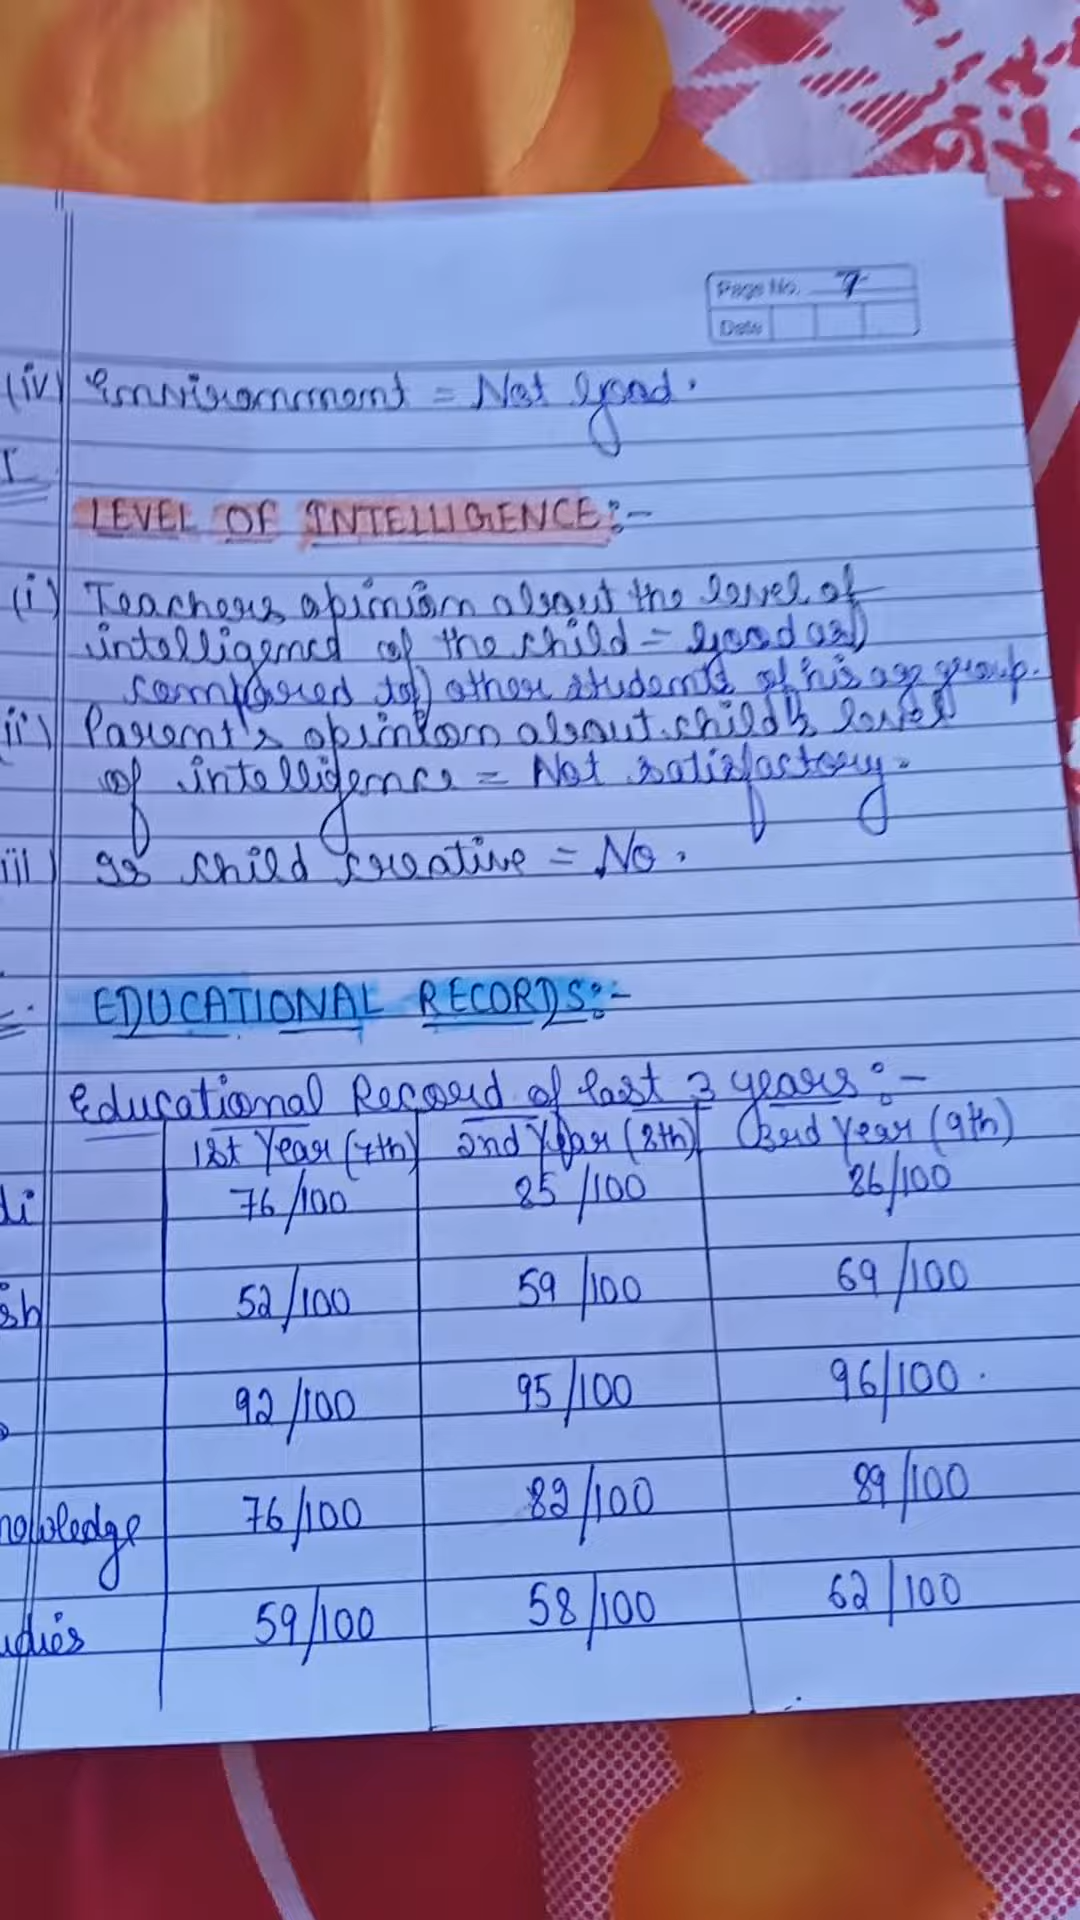 Page No. 7
Date
(iv) Environment = Not good.
I
LEVEL OF INTELLIGENCE:-
(i) Teachers opinion about the level of
intelligence of the child = good as
compared to other students of his age group.
ii) Parent's opinion about child's level
of intelligence = Not satisfactory.
iii) Is child creative = No.
EDUCATIONAL RECORDS:-
Educational Record of last 3 years:-
1st Year (7th) 2nd Year (8th) 3rd Year (9th)
di 76/100 85/100 86/100
sh 52/100 59/100 69/100
92/100 95/100 96/100.
nowledge 76/100 82/100 89/100
udies 59/100 58/100 62/100